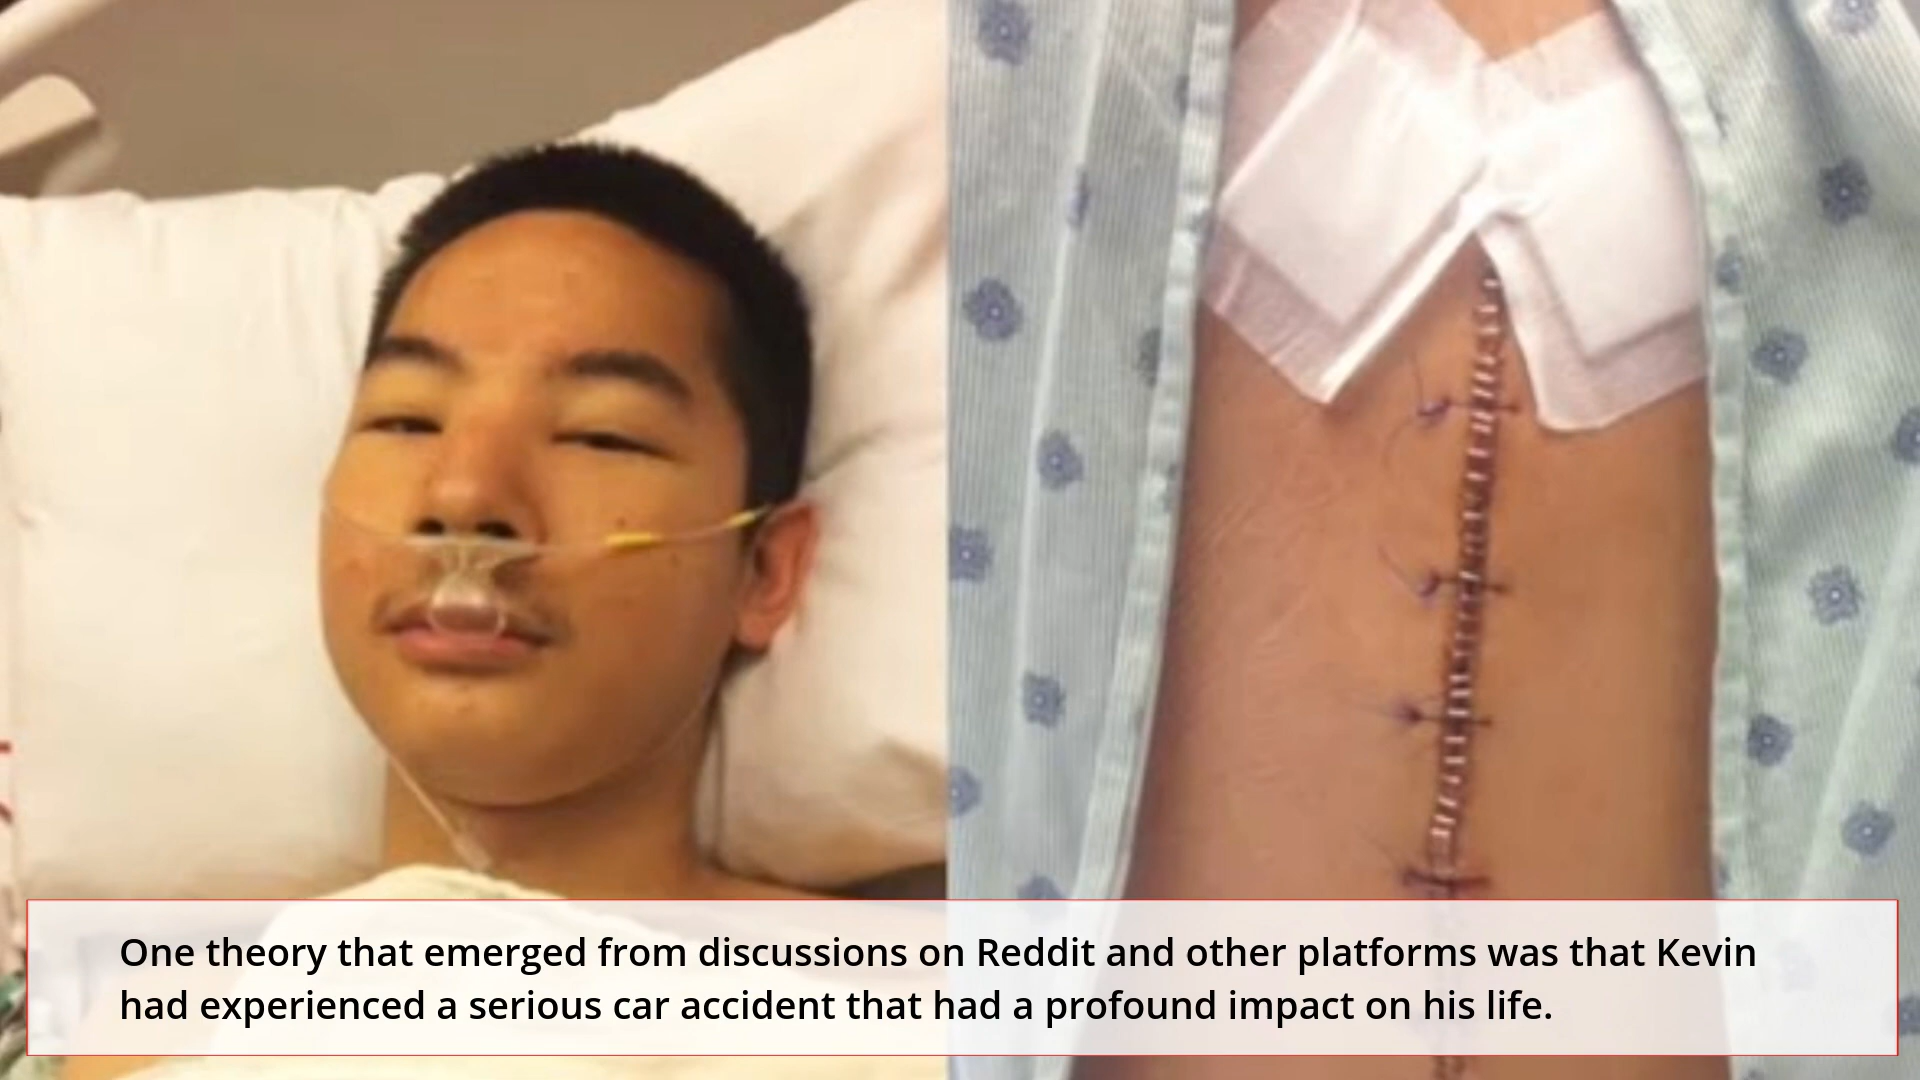 One theory that emerged from discussions on Reddit and other platforms was that Kevin
had experienced a serious car accident that had a profound impact on his life.